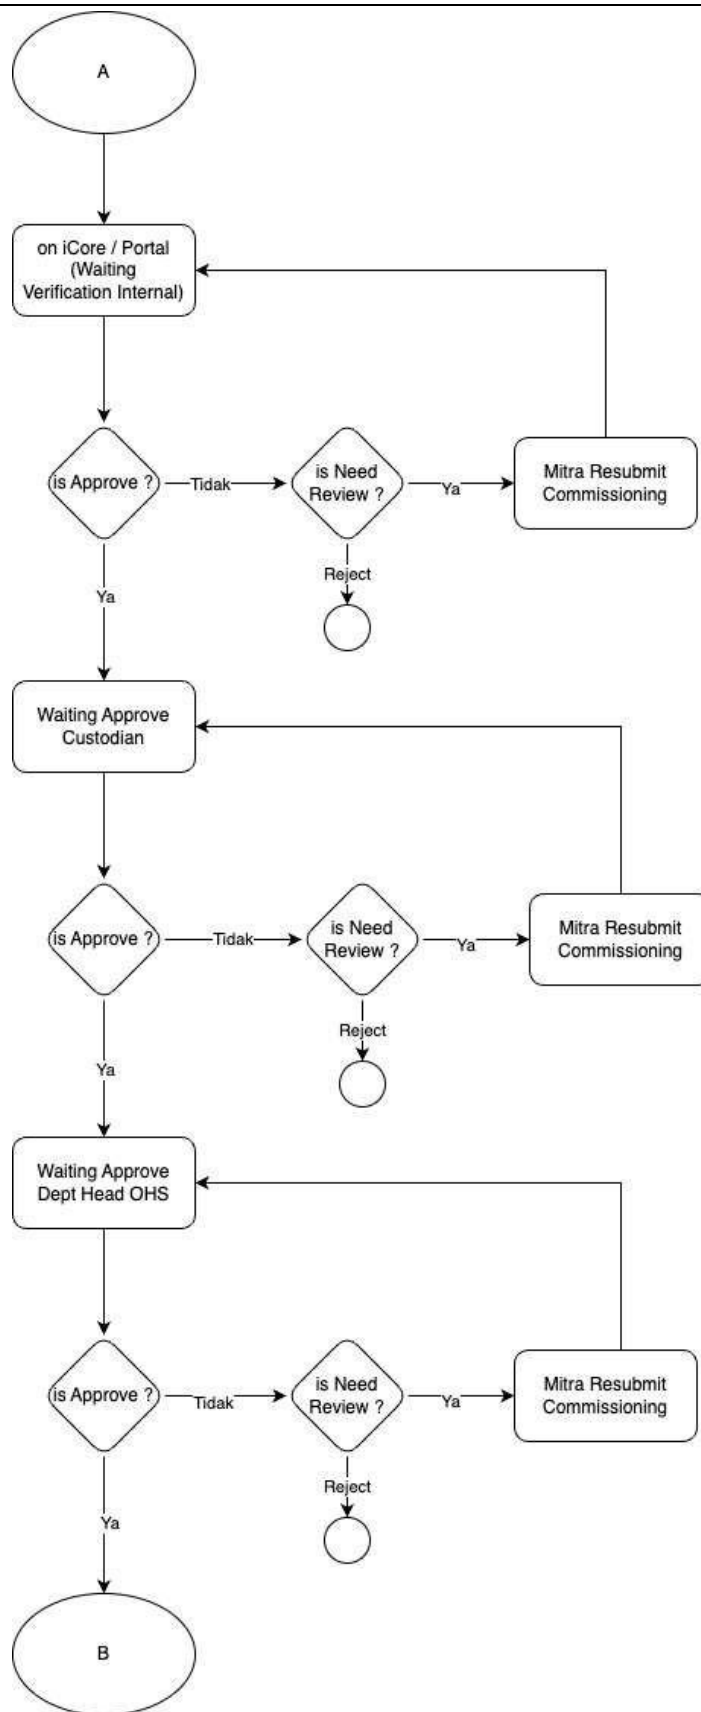 A
on iCore / Portal
(Waiting
Verification Internal)
is Approve ?
Tidak
is Need
Review ?
Ya
Mitra Resubmit
Commissioning
Reject
Ya
Waiting Approve
Custodian
is Approve ?
Tidak
is Need
Review ?
Ya
Mitra Resubmit
Commissioning
Reject
Ya
Waiting Approve
Dept Head OHS
is Approve ?
Tidak
is Need
Review ?
Ya
Mitra Resubmit
Commissioning
Reject
Ya
B